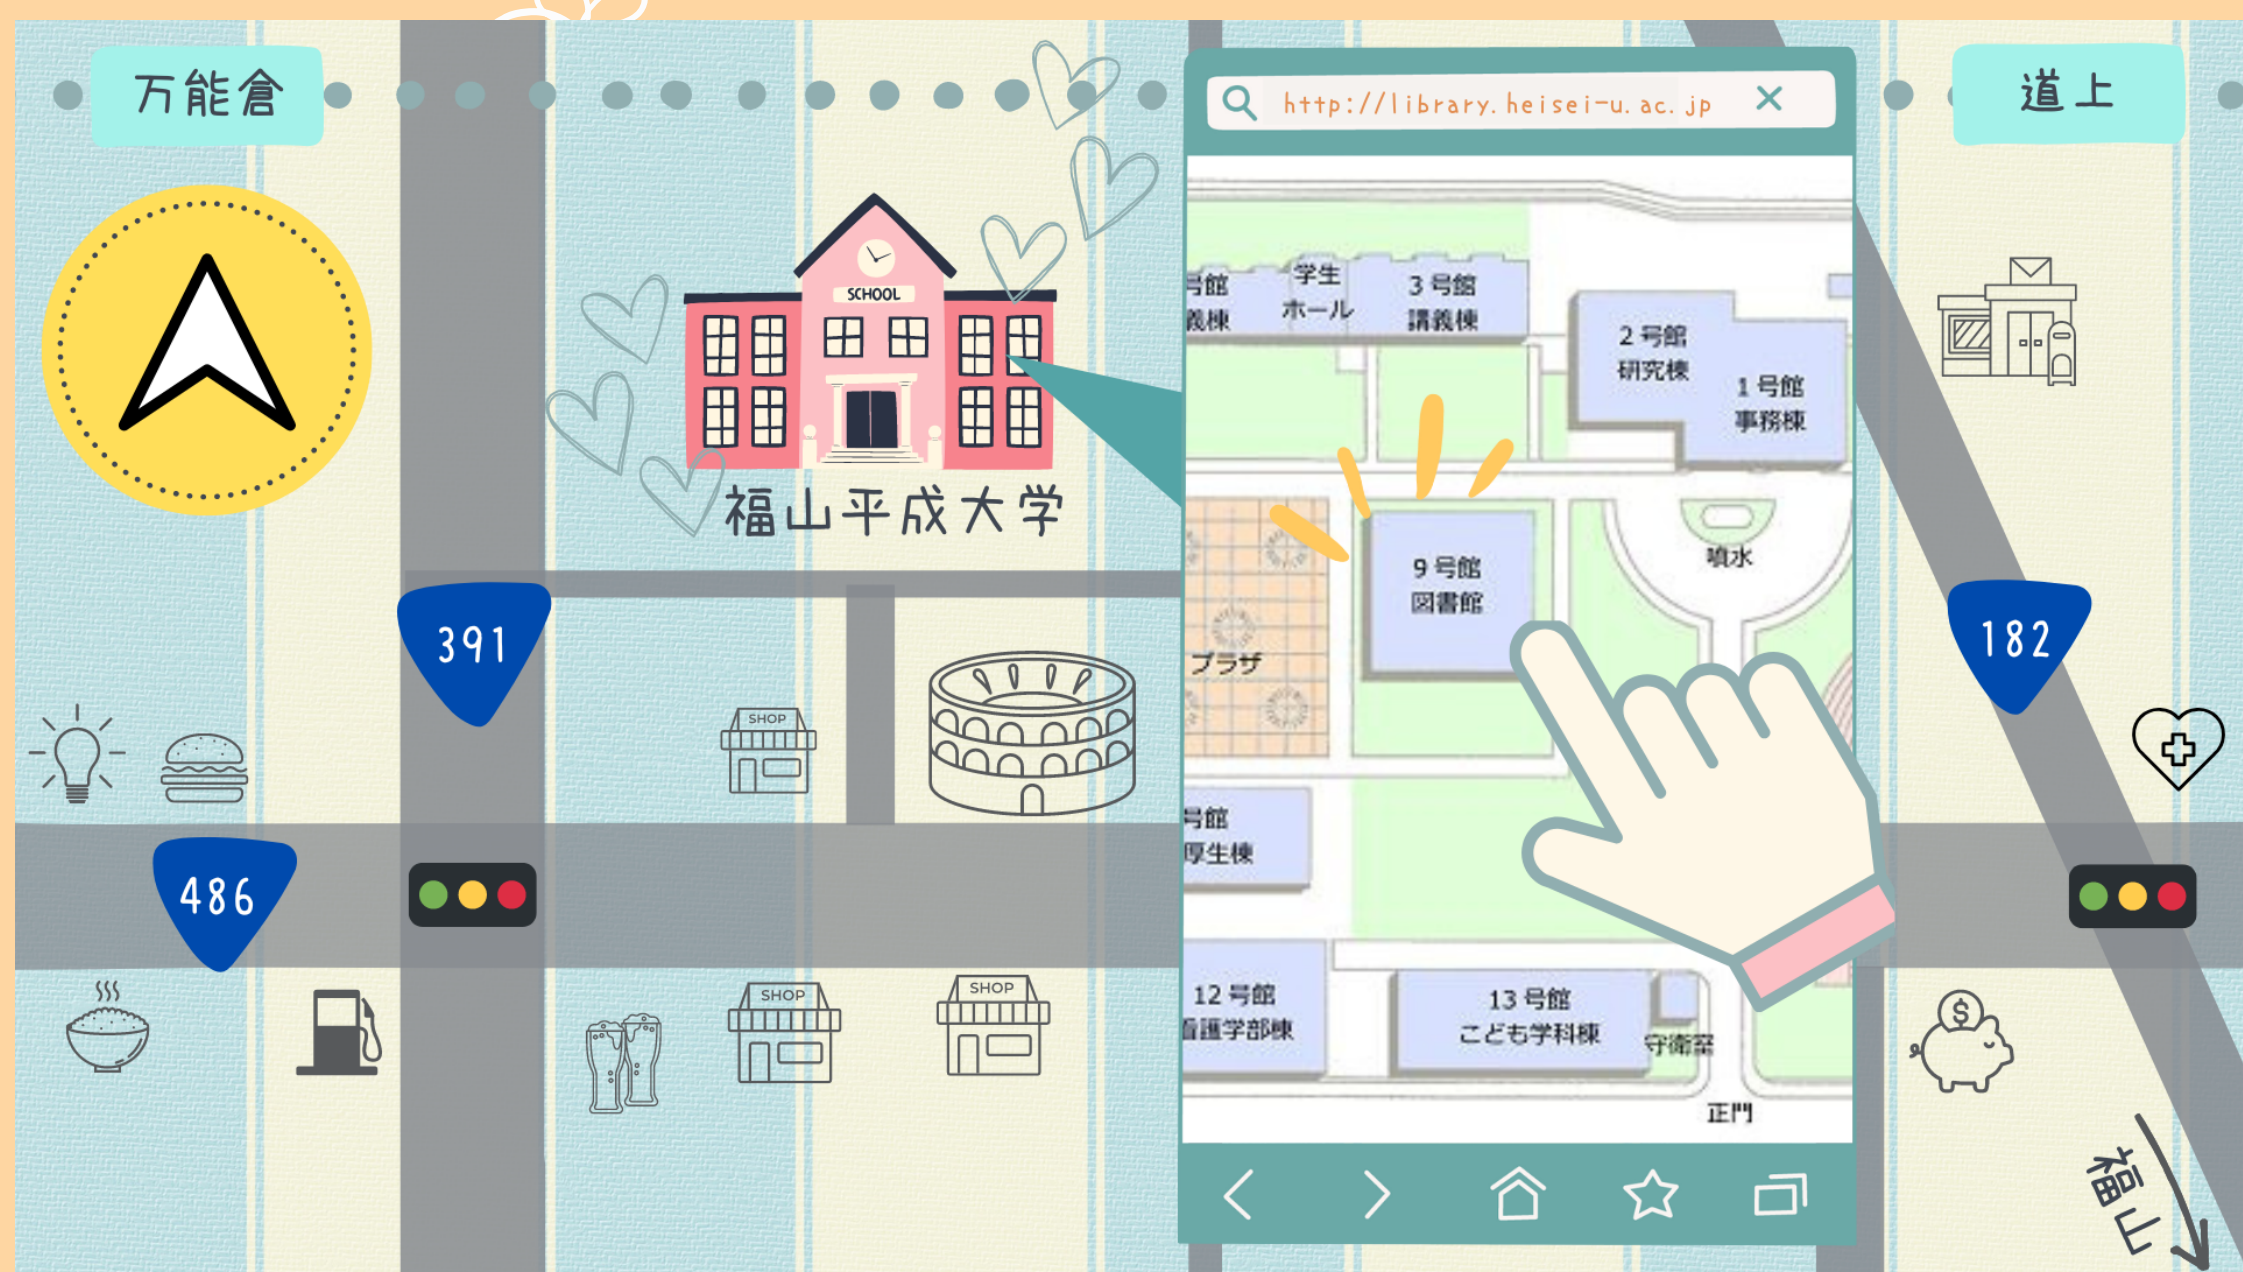 万能倉
http://library.heisei-u.ac.jp
道上
SCHOOL
福山平成大学
号館
義棟
学生
ホール
3号館
講義棟
2号館
研究棟
1号館
事務棟
9号館
図書館
噴水
プラザ
391
182
SHOP
号館
厚生棟
486
SHOP
SHOP
12号館
看護学部棟
13号館
こども学科棟
守衛室
正門
福山